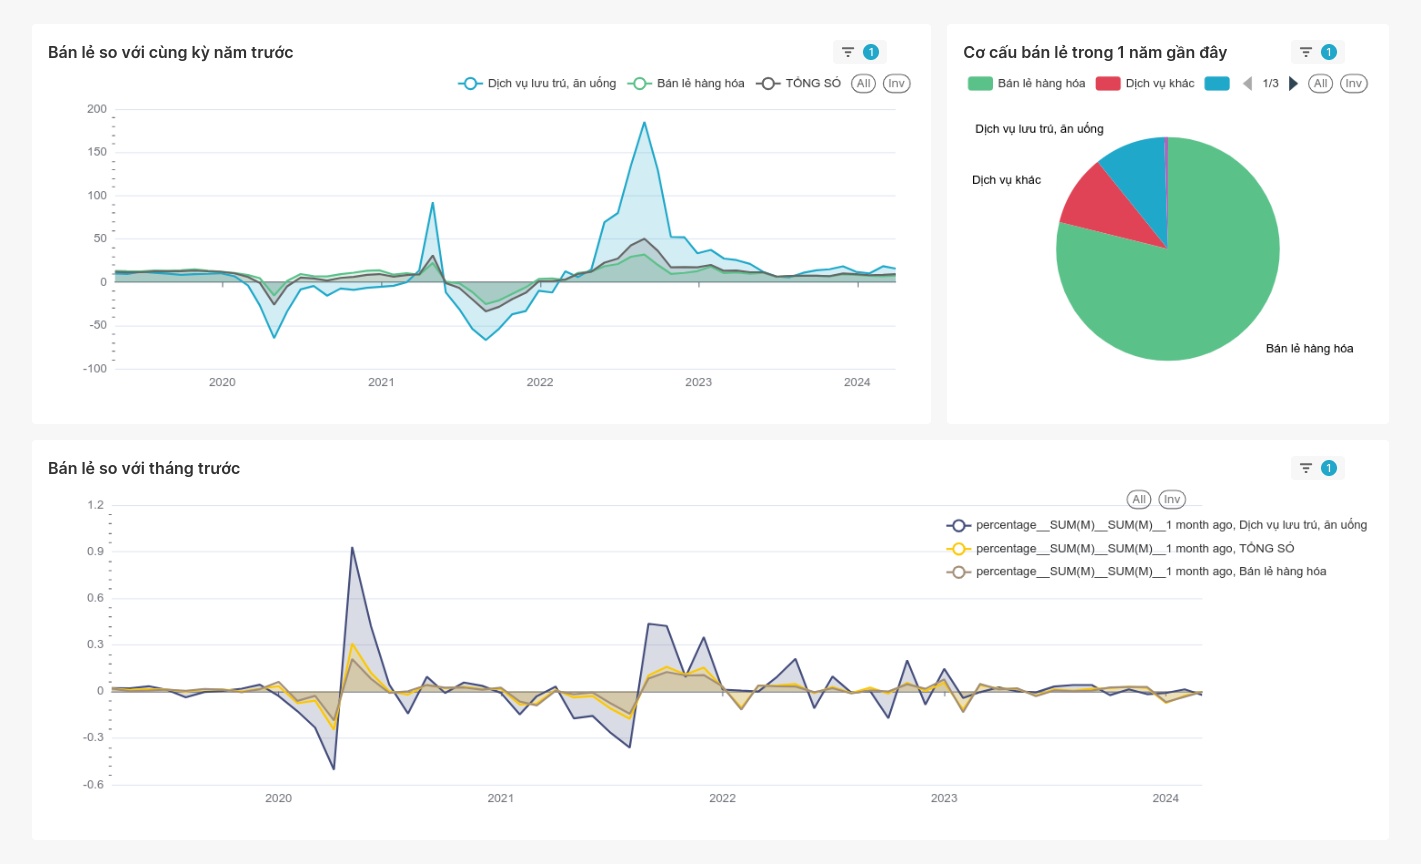 Bán lẻ so với cùng kỳ năm trước
1
Dịch vụ lưu trú, ăn uống
Bán lẻ hàng hóa
TỔNG SỐ
All
Inv
200
150
100
50
0
-50
-100
2020
2021
2022
2023
2024
Cơ cấu bán lẻ trong 1 năm gần đây
1
Bán lẻ hàng hóa
Dịch vụ khác
1/3
All
Inv
Dịch vụ lưu trú, ăn uống
Dịch vụ khác
Bán lẻ hàng hóa
Bán lẻ so với tháng trước
1
All
Inv
percentage__SUM(M)__SUM(M)__1 month ago, Dịch vụ lưu trú, ăn uống
percentage__SUM(M)__SUM(M)__1 month ago, TỔNG SỐ
percentage__SUM(M)__SUM(M)__1 month ago, Bán lẻ hàng hóa
1.2
0.9
0.6
0.3
0
-0.3
-0.6
2020
2021
2022
2023
2024